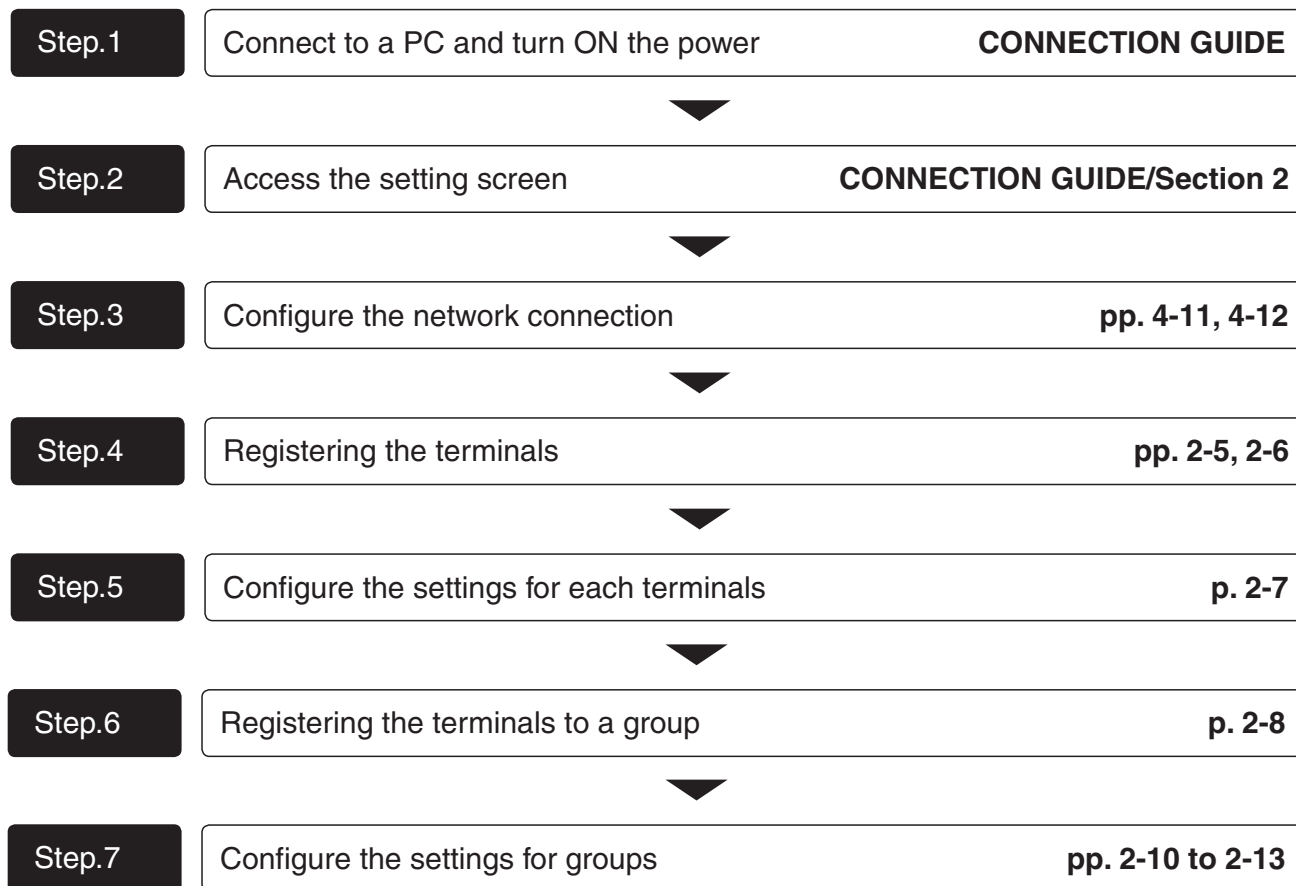 Step.1 Connect to a PC and turn ON the power CONNECTION GUIDE
Step.2 Access the setting screen CONNECTION GUIDE/Section 2
Step.3 Configure the network connection pp. 4-11, 4-12
Step.4 Registering the terminals pp. 2-5, 2-6
Step.5 Configure the settings for each terminals p. 2-7
Step.6 Registering the terminals to a group p. 2-8
Step.7 Configure the settings for groups pp. 2-10 to 2-13